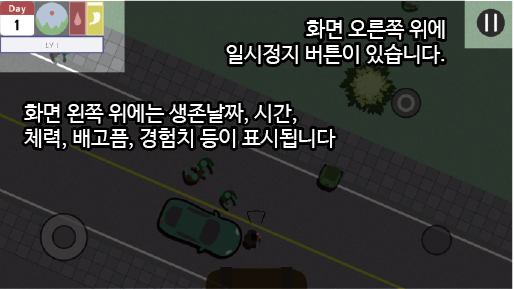 Day
1
LV 1
화면 오른쪽 위에
일시정지 버튼이 있습니다.
화면 왼쪽 위에는 생존날짜, 시간,
체력, 배고픔, 경험치 등이 표시됩니다